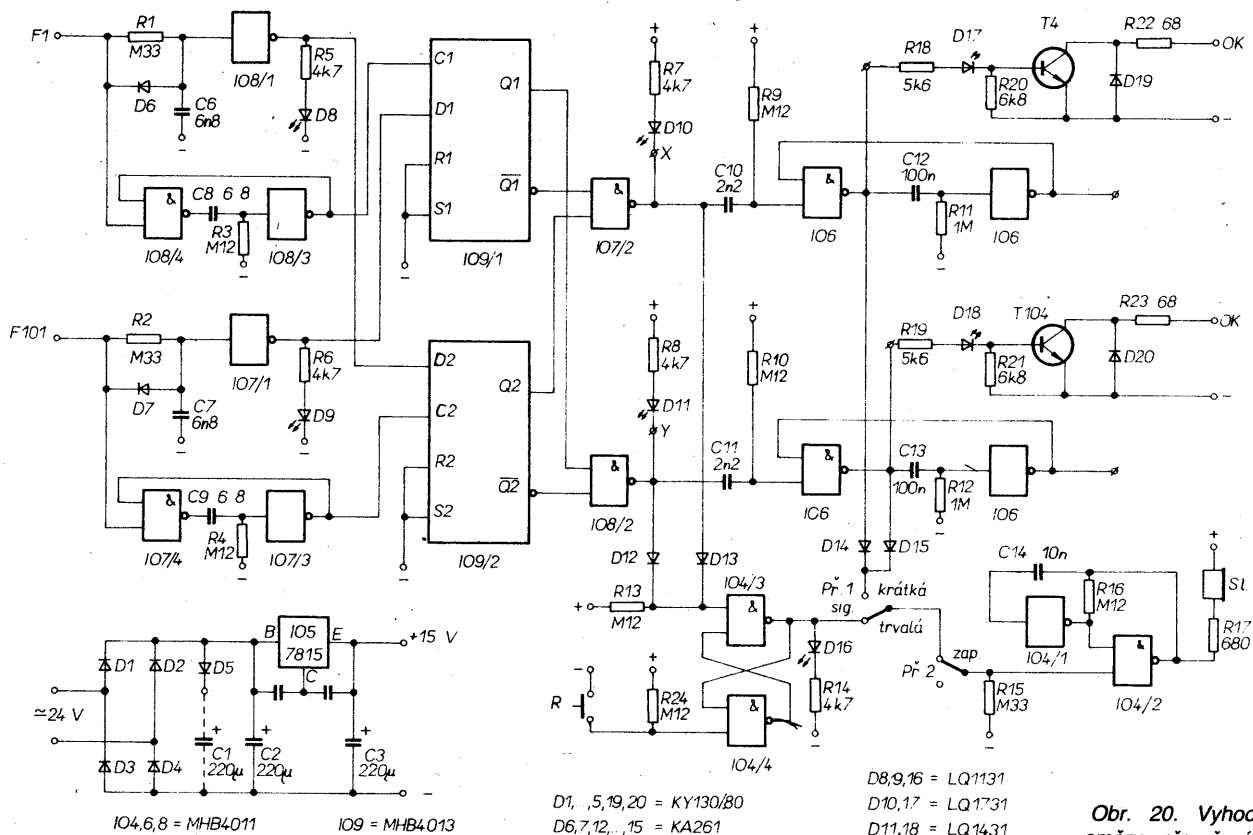 F1
R1
M33
D6
C6
6n8
IO8/1
R5
4k7
D8
C8 6 8
R3
M12
&
IO8/4
IO8/3
C1
D1
R1
S1
Q1
Q1
IO9/1
F101
R2
M33
D7
C7
6n8
IO7/1
R6
4k7
D9
C9 6 8
R4
M12
&
IO7/4
IO7/3
D2
C2
R2
S2
Q2
Q2
IO9/2
+
R7
4k7
D10
X
&
IO7/2
+
R9
M12
C10
2n2
&
IO6
C12
100n
R11
1M
IO6
R18
5k6
D17
R20
6k8
T4
D19
R22 68
OK
-
+
R8
4k7
D11
Y
&
IO8/2
+
R10
M12
C11
2n2
&
IO6
C13
100n
R12
1M
IO6
R19
5k6
D18
R21
6k8
T104
D20
R23 68
OK
-
D12
D13
D14
D15
+
R13
M12
IO4/3
&
R
-
+
R24
M12
&
IO4/4
D16
R14
4k7
Př. 1
sig.
krátká
trvalá
Př. 2
zap
R15
M33
C14 10n
IO4/1
R16
M12
&
IO4/2
+
Sl.
R17
680
≃24 V
D1
D2
D3
D4
D5
C1
220µ
+
C2
220µ
+
B
IO5
7815
E
C
C3
220µ
+
+15 V
-
IO4,6,8 = MHB4011
IO9 = MHB4013
D1,...,5,19,20 = KY130/80
D6,7,12,...,15 = KA261
D8,9,16 = LQ1131
D10,17 = LQ1731
D11,18 = LQ1431
Obr. 20. Vyhod